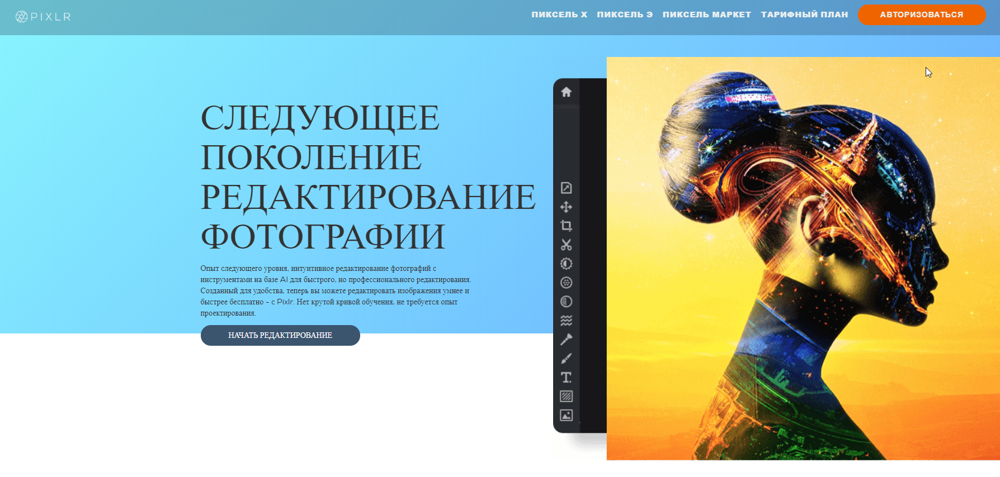 PIXLR
ПИКСЕЛЬ X ПИКСЕЛЬ Э ПИКСЕЛЬ МАРКЕТ ТАРИФНЫЙ ПЛАН АВТОРИЗОВАТЬСЯ
СЛЕДУЮЩЕЕ
ПОКОЛЕНИЕ
РЕДАКТИРОВАНИЕ
ФОТОГРАФИИ
Опыт следующего уровня, интуитивное редактирование фотографий с
инструментами на базе AI для быстрого, но профессионального редактирования.
Созданный для удобства, теперь вы можете редактировать изображения умнее и
быстрее бесплатно - с Pixlr. Нет крутой кривой обучения, не требуется опыт
проектирования.
НАЧАТЬ РЕДАКТИРОВАНИЕ